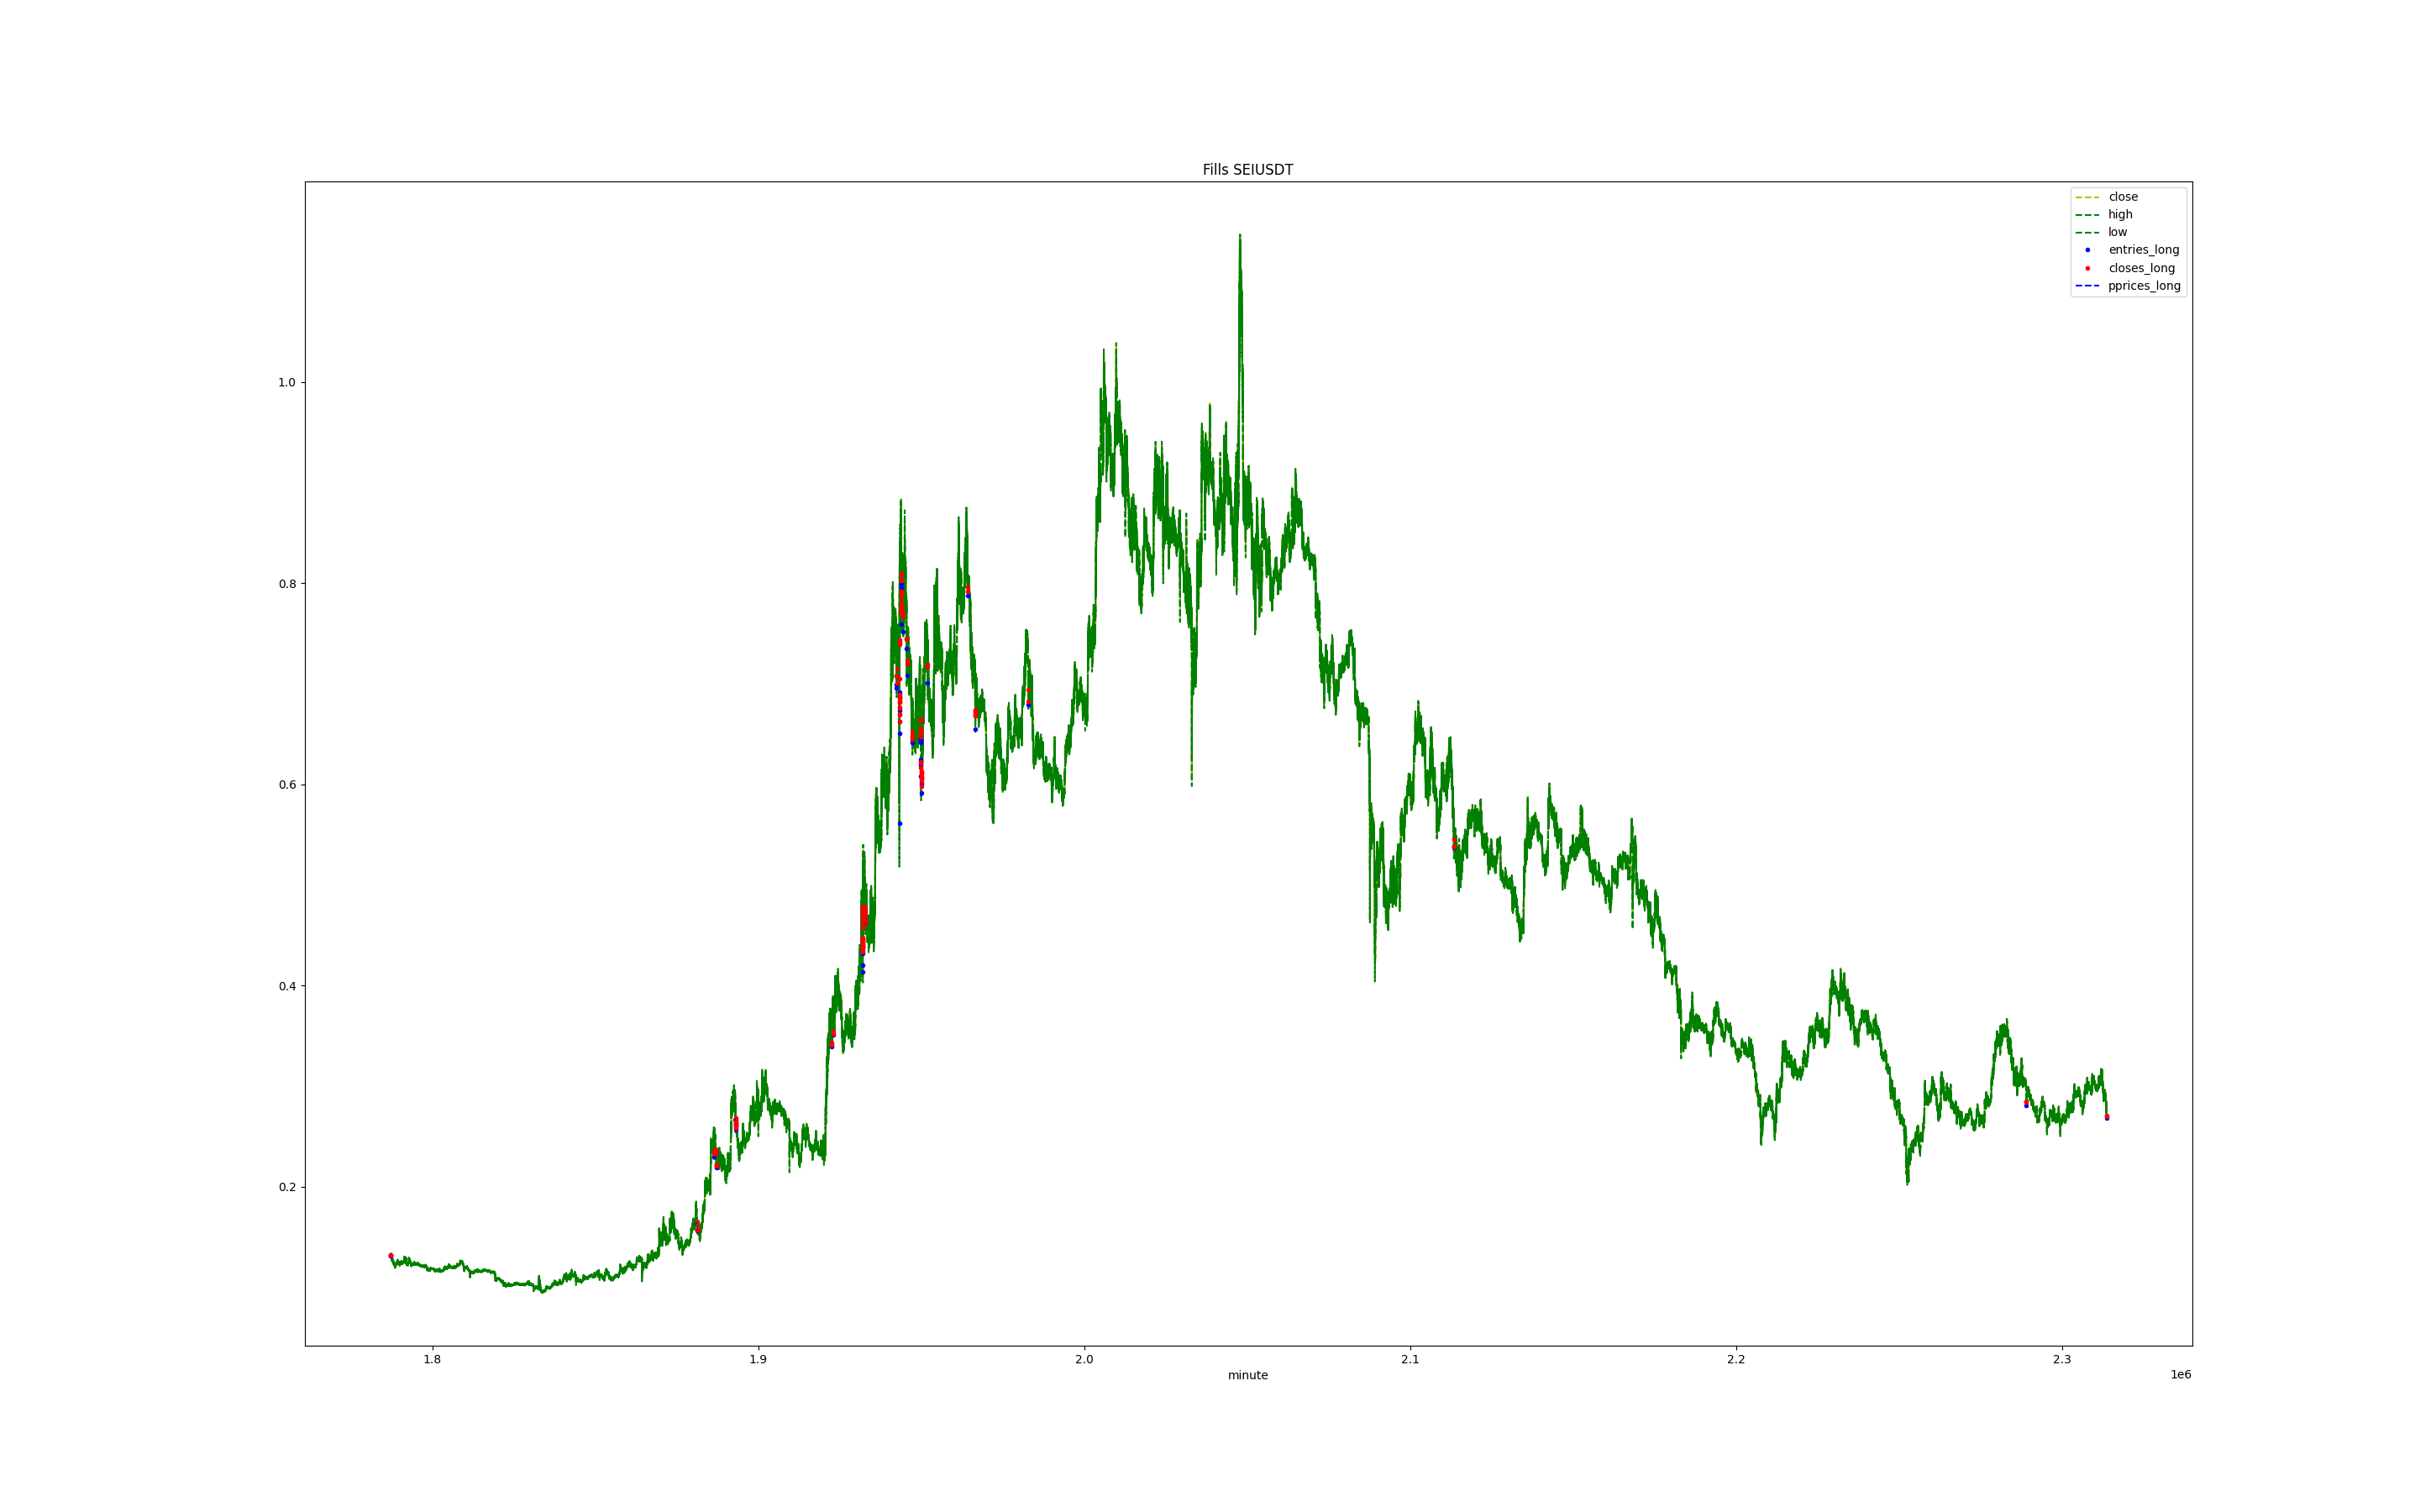 Fills SEIUSDT
close
high
low
entries_long
closes_long
pprices_long
1.0
0.8
0.6
0.4
0.2
1.8 1.9 2.0 2.1 2.2 2.3
minute
1e6